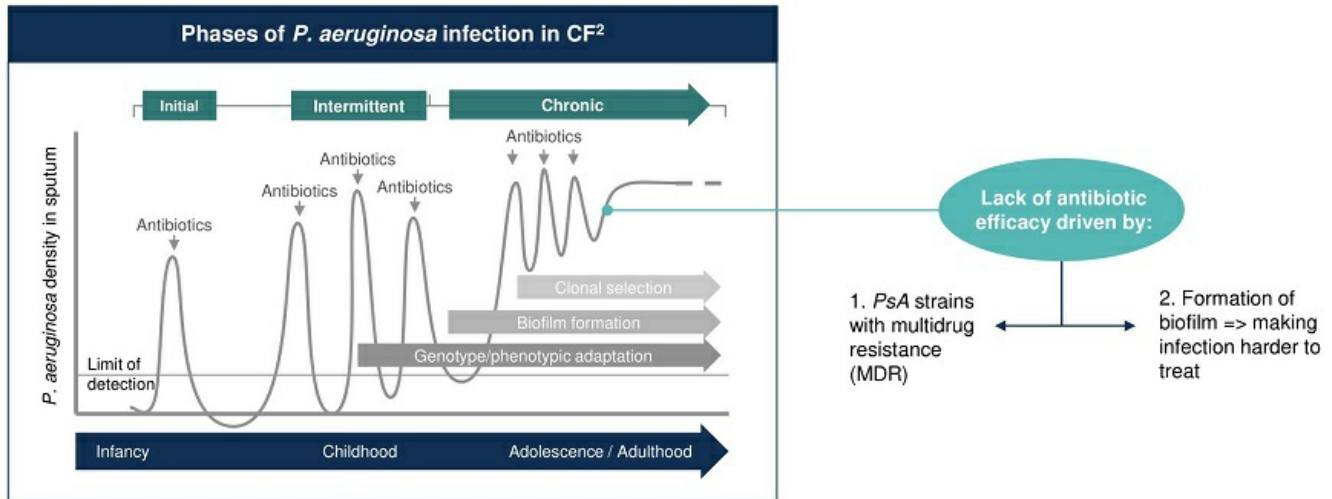 Phases of P. aeruginosa infection in CF²
Initial
Intermittent
Chronic
Antibiotics
Antibiotics
Antibiotics
Antibiotics
Antibiotics
P. aeruginosa density in sputum
Clonal selection
Biofilm formation
Genotype/phenotypic adaptation
Limit of
detection
Infancy
Childhood
Adolescence / Adulthood
Lack of antibiotic
efficacy driven by:
1. PsA strains
with multidrug
resistance
(MDR)
2. Formation of
biofilm => making
infection harder to
treat